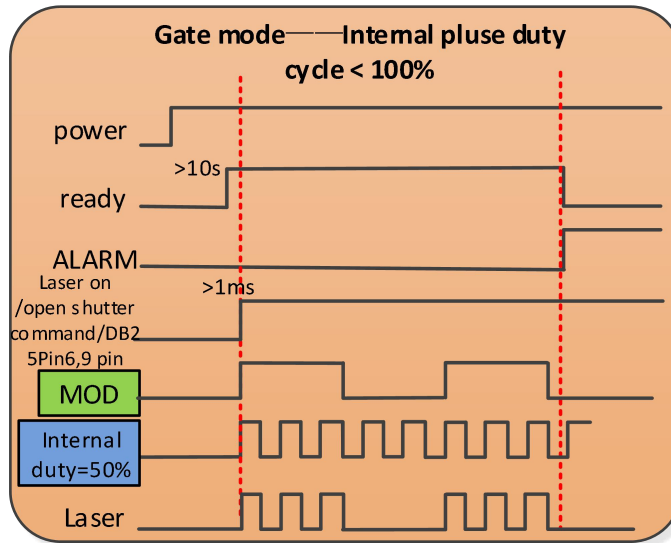 Gate mode——Internal pluse duty
cycle < 100%
power
>10s
ready
ALARM
Laser on
>1ms
/open shutter
command/DB2
5Pin6,9 pin
MOD
Internal
duty=50%
Laser